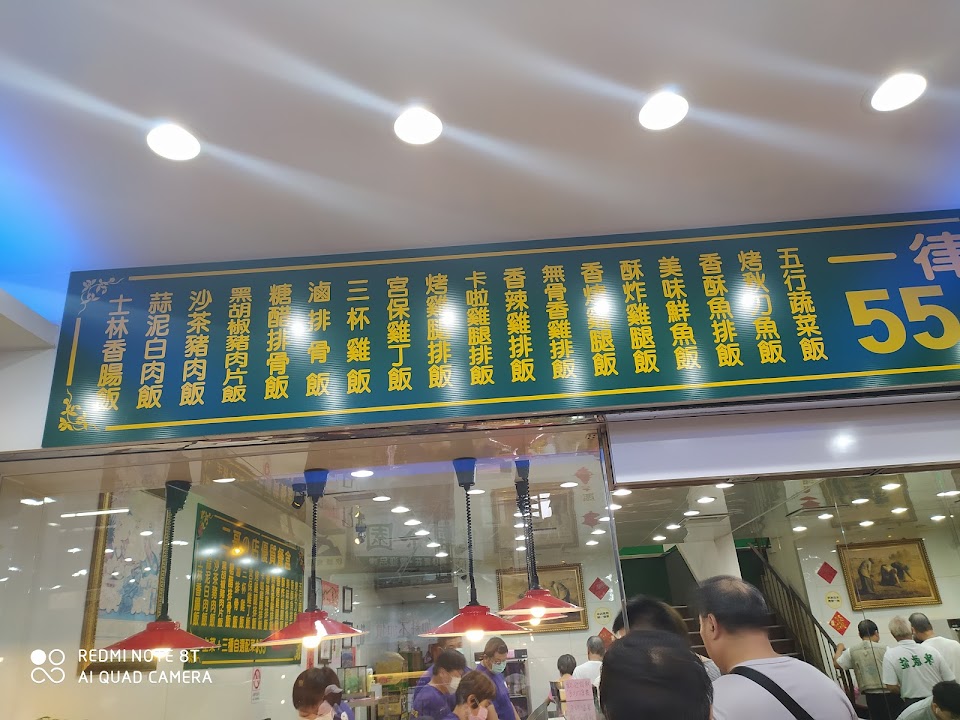 一律
55
五行蔬菜飯
烤秋刀魚飯
香酥魚排飯
美味鮮魚飯
酥炸雞腿飯
香烤雞腿飯
無骨香雞排飯
香辣雞排飯
卡啦雞腿排飯
烤雞腿排飯
宮保雞丁飯
三杯雞飯
滷排骨飯
糖醋排骨飯
黑胡椒豬肉片飯
沙茶豬肉飯
蒜泥白肉飯
士林香腸飯
REDMI NOTE 8T
AI QUAD CAMERA